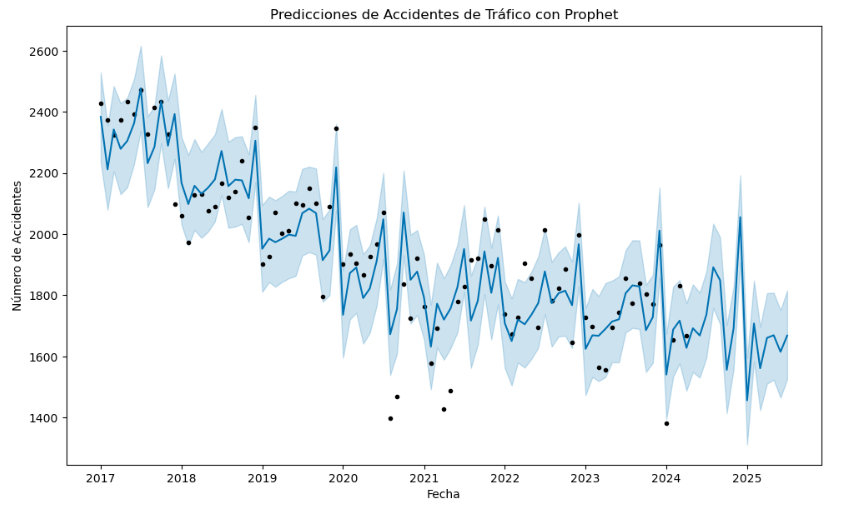 Predicciones de Accidentes de Tráfico con Prophet
Número de Accidentes
2600
2400
2200
2000
1800
1600
1400
2017 2018 2019 2020 2021 2022 2023 2024 2025
Fecha